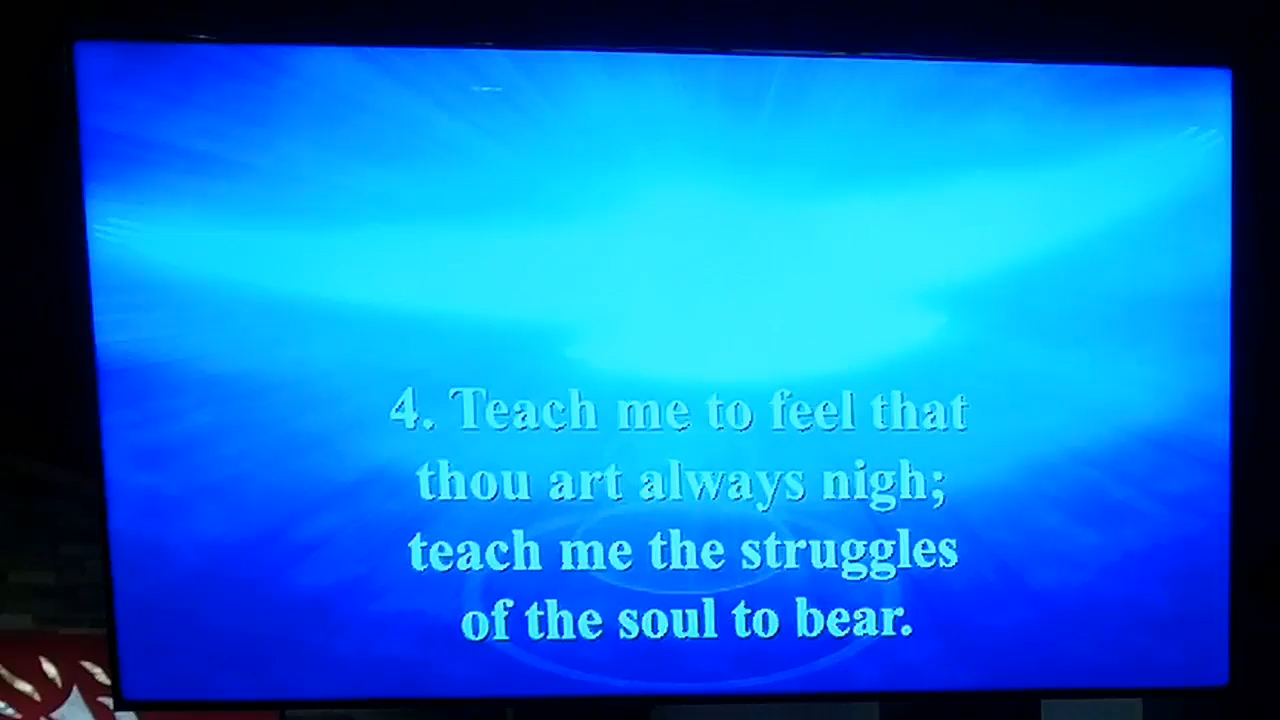 4. Teach me to feel that
thou art always nigh;
teach me the struggles
of the soul to bear.